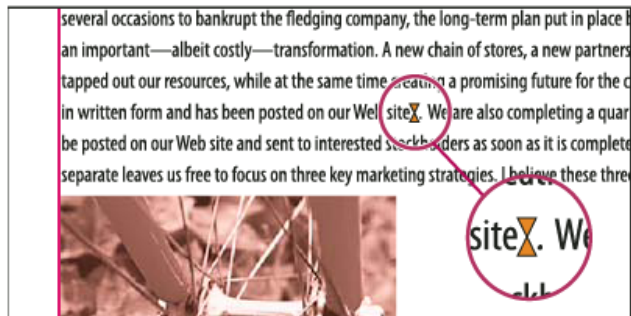 several occasions to bankrupt the fledging company, the long-term plan put in place
an important—albeit costly—transformation. A new chain of stores, a new partners
tapped out our resources, while at the same time creating a promising future for the
in written form and has been posted on our Web site. We are also completing a quar
be posted on our Web site and sent to interested stockholders as soon as it is complete
separate leaves us free to focus on three key marketing strategies. I believe these three
site. We